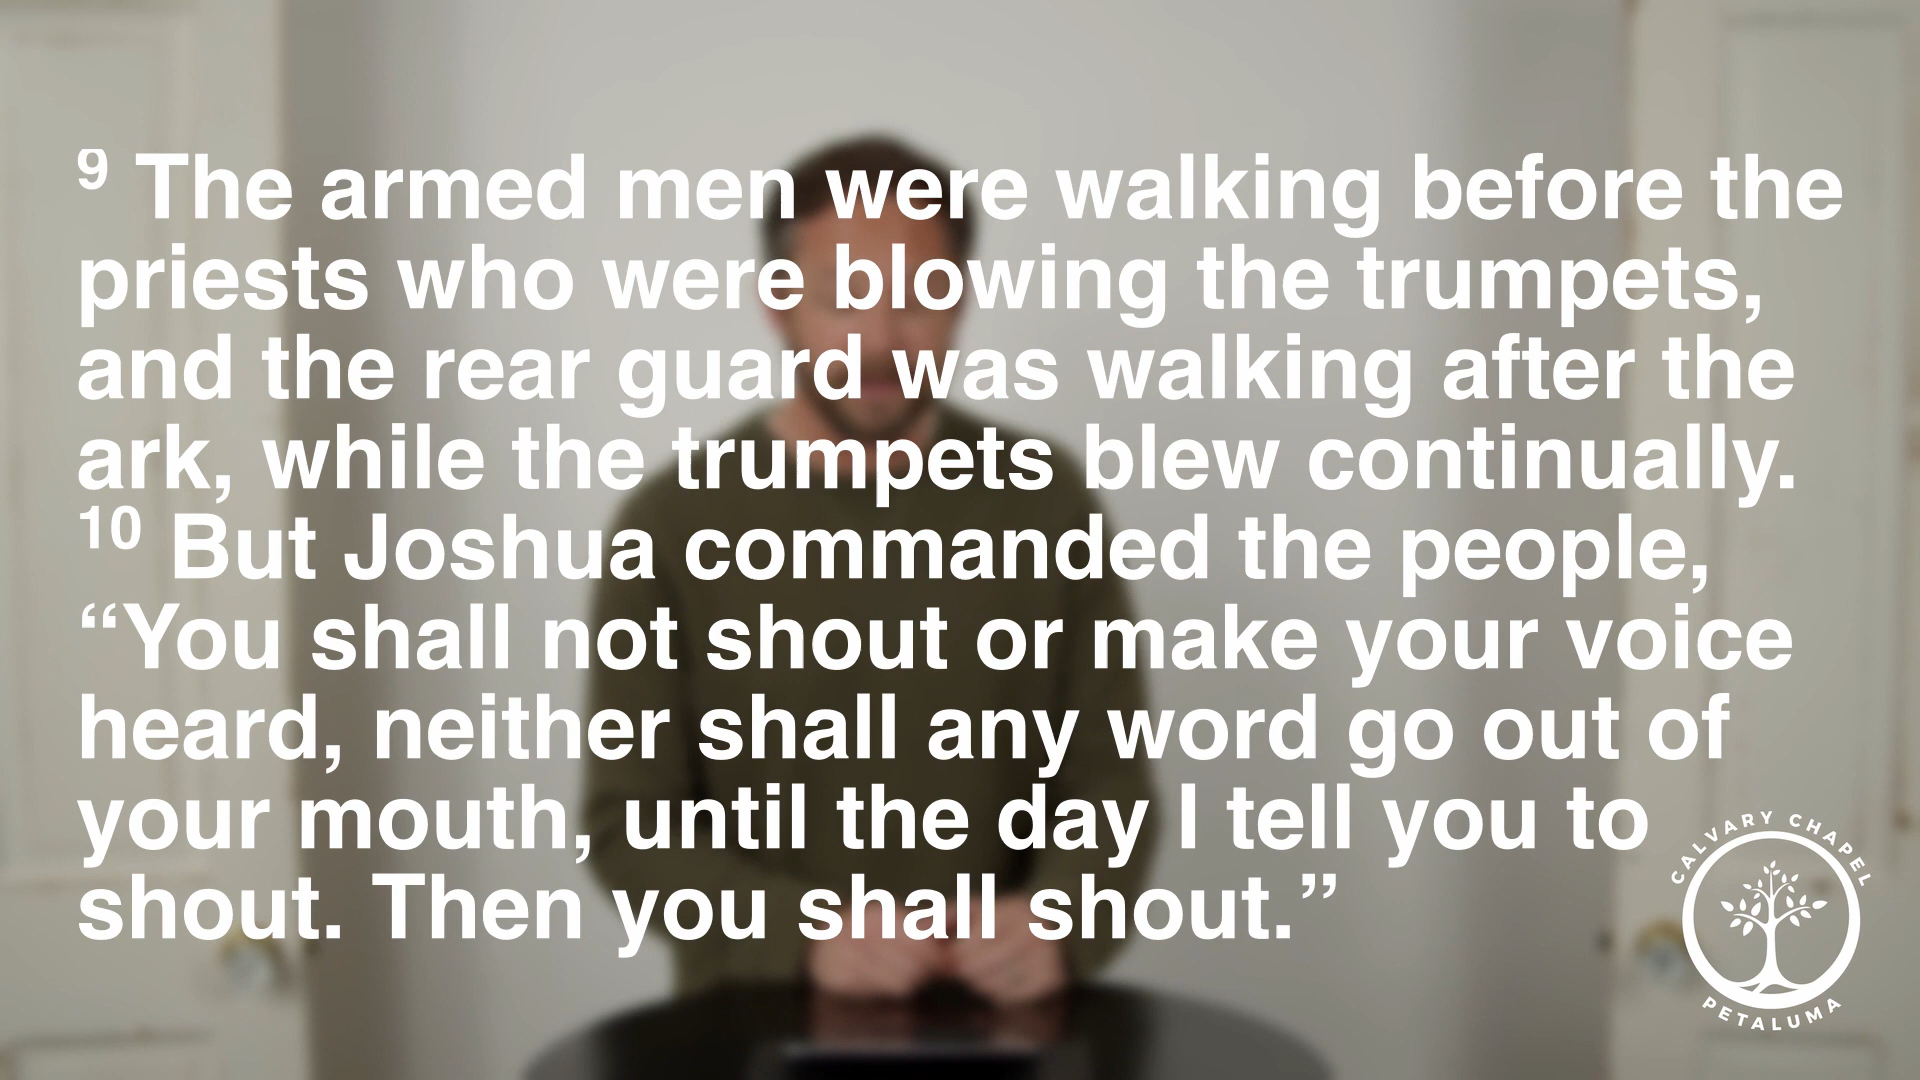 9 The armed men were walking before the
priests who were blowing the trumpets,
and the rear guard was walking after the
ark, while the trumpets blew continually.
10 But Joshua commanded the people,
“You shall not shout or make your voice
heard, neither shall any word go out of
your mouth, until the day I tell you to
shout. Then you shall shout.”
CALVARY CHAPEL
PETALUMA